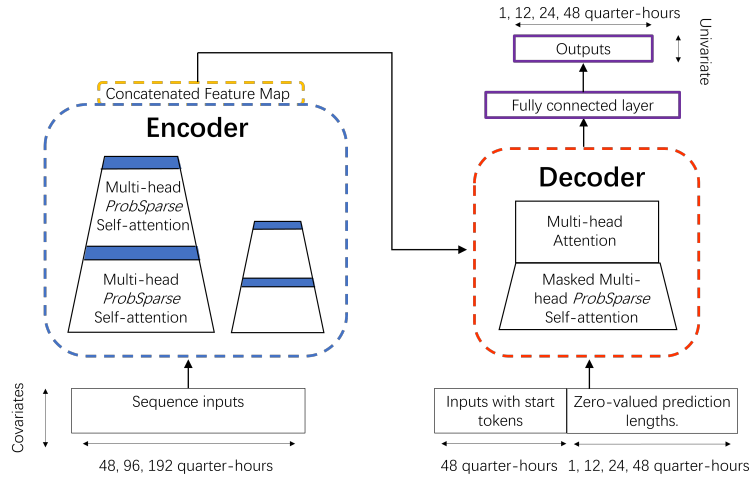 1, 12, 24, 48 quarter-hours
Outputs
Univariate
Fully connected layer
Concatenated Feature Map
Encoder
Multi-head
ProbSparse
Self-attention
Multi-head
ProbSparse
Self-attention
Decoder
Multi-head
Attention
Masked Multi-
head ProbSparse
Self-attention
Covariates
Sequence inputs
48, 96, 192 quarter-hours
Inputs with start
tokens
Zero-valued prediction
lengths.
48 quarter-hours
1, 12, 24, 48 quarter-hours